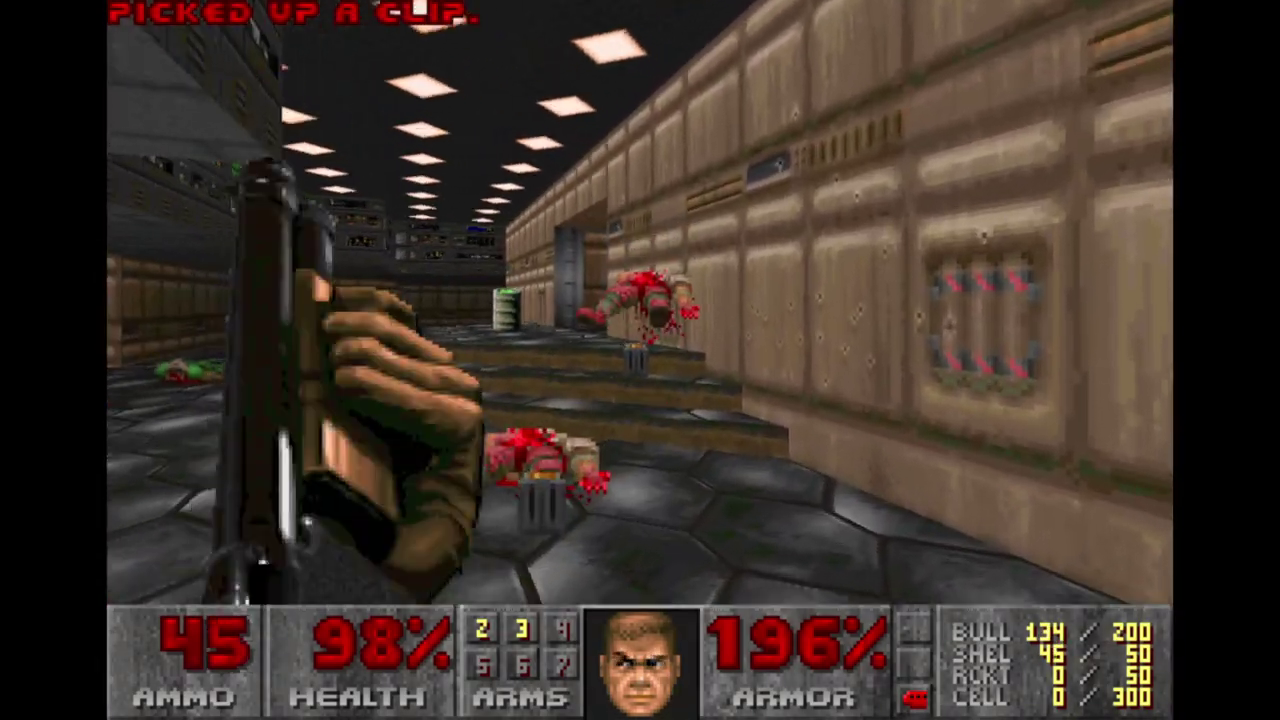 PICKED UP A CLIP.
45 98% 2 3 4 196% BULL 134 / 200
5 6 7 SHEL 45 / 50
RCKT 0 / 50
AMMO HEALTH ARMS ARMOR CELL 0 / 300